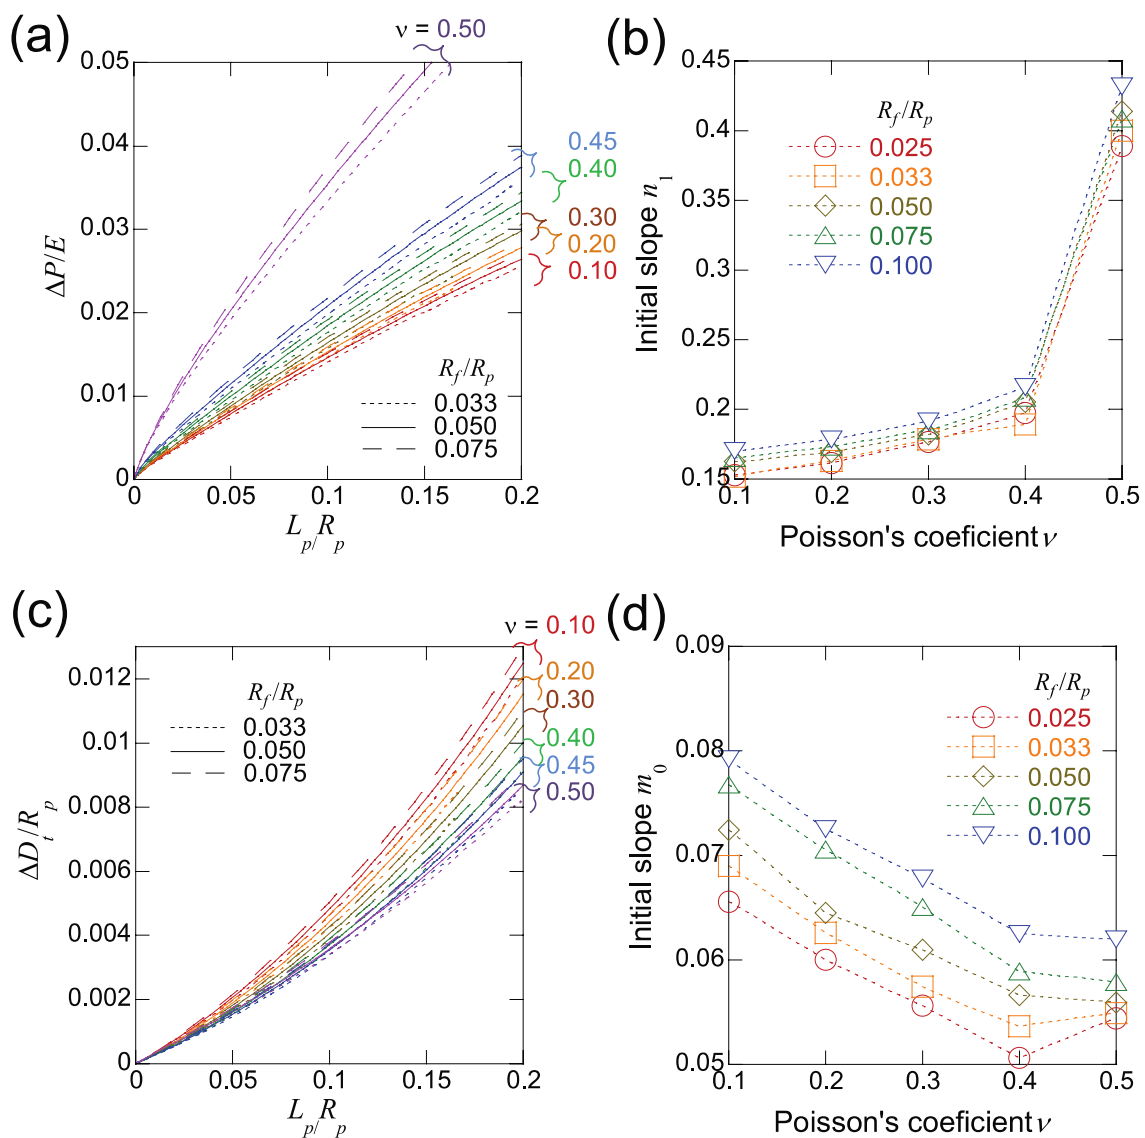 (a)
ν = 0.50
0.05
0.04
0.03
0.02
0.01
0
ΔP/E
0.45
0.40
0.30
0.20
0.10
R_f/R_p
0.033
0.050
0.075
0 0.05 0.1 0.15 0.2
L_p/R_p
(b)
0.45
0.4
0.35
0.3
0.25
0.2
0.15
Initial slope n_1
R_f/R_p
0.025
0.033
0.050
0.075
0.100
0.1 0.2 0.3 0.4 0.5
Poisson's coeficient ν
(c)
ν = 0.10
0.20
0.30
0.40
0.45
0.50
0.012
0.01
0.008
0.006
0.004
0.002
0
ΔD_t/R_p
R_f/R_p
0.033
0.050
0.075
0 0.05 0.1 0.15 0.2
L_p/R_p
(d)
0.09
0.08
0.07
0.06
0.05
Initial slope m_0
R_f/R_p
0.025
0.033
0.050
0.075
0.100
0.1 0.2 0.3 0.4 0.5
Poisson's coeficient ν